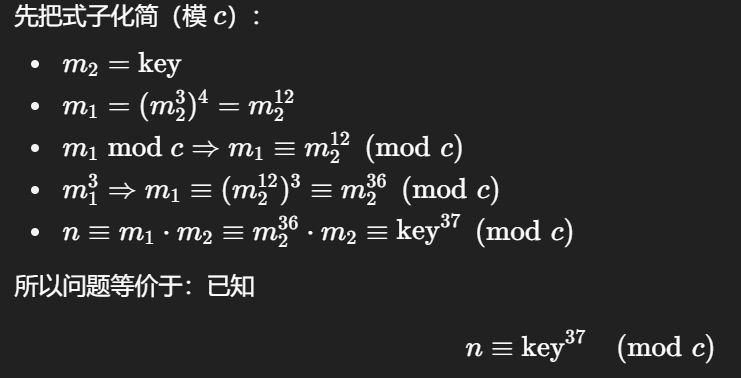 先把式子化简（模 $c$）：
• $m_2 = \text{key}$
• $m_1 = (m_2^3)^4 = m_2^{12}$
• $m_1 \bmod c \Rightarrow m_1 \equiv m_2^{12} \pmod{c}$
• $m_1^3 \Rightarrow m_1 \equiv (m_2^{12})^3 \equiv m_2^{36} \pmod{c}$
• $n \equiv m_1 \cdot m_2 \equiv m_2^{36} \cdot m_2 \equiv \text{key}^{37} \pmod{c}$
所以问题等价于：已知
$n \equiv \text{key}^{37} \pmod{c}$